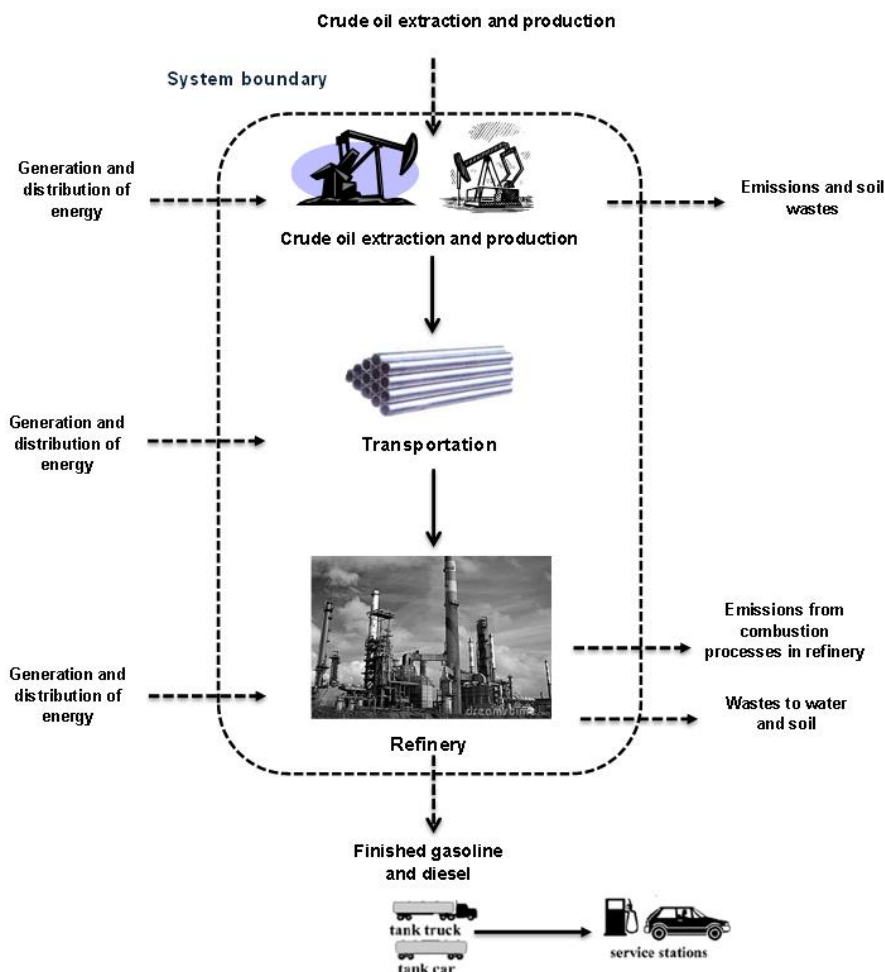 Crude oil extraction and production
System boundary
Generation and
distribution of
energy
Emissions and soil
wastes
Crude oil extraction and production
Generation and
distribution of
energy
Transportation
Emissions from
combustion
processes in refinery
Generation and
distribution of
energy
Wastes to water
and soil
dreamstime
Refinery
Finished gasoline
and diesel
tank truck
service stations
tank car